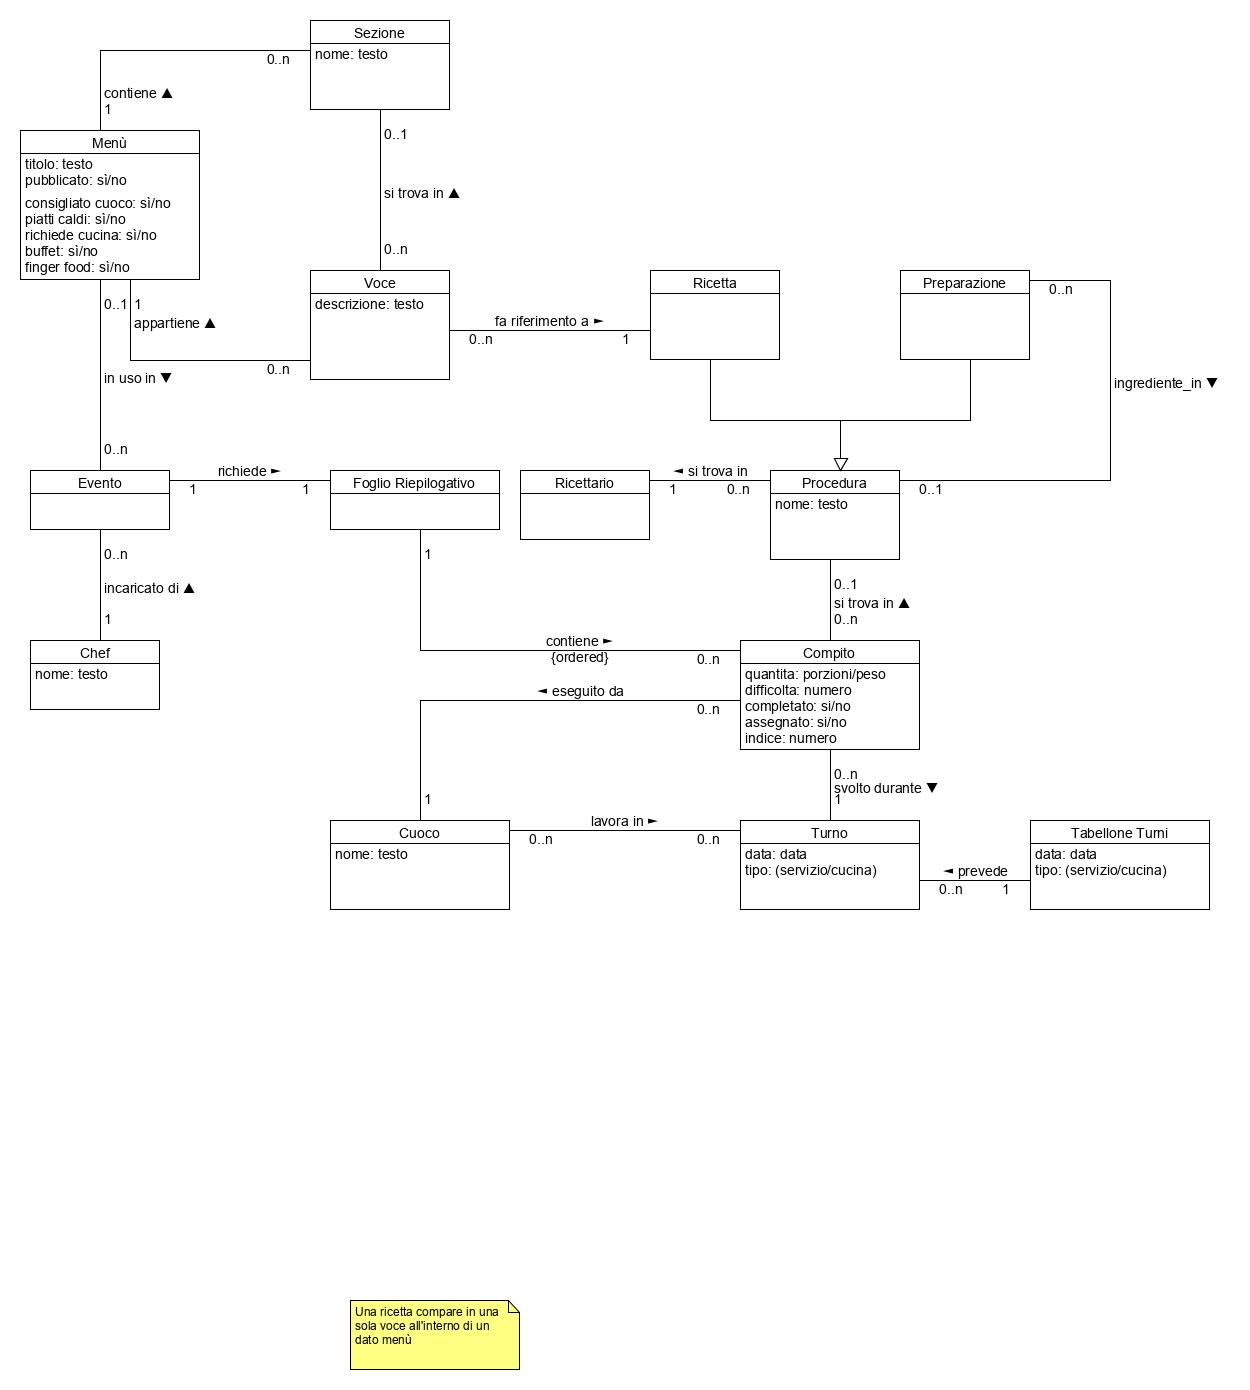 Sezione
nome: testo
0..n
contiene ▲
1
0..1
Menù
titolo: testo
pubblicato: sì/no
consigliato cuoco: sì/no
piatti caldi: sì/no
richiede cucina: sì/no
buffet: sì/no
finger food: sì/no
si trova in ▲
0..n
Voce
descrizione: testo
Ricetta
Preparazione
0..n
0..1
1
appartiene ▲
0..n
fa riferimento a ►
0..n
1
in uso in ▼
ingrediente_in ▼
0..n
Evento
richiede ►
1
1
Foglio Riepilogativo
Ricettario
◄ si trova in
1
0..n
Procedura
nome: testo
0..1
0..n
incaricato di ▲
1
1
0..1
si trova in ▲
0..n
Chef
nome: testo
contiene ►
{ordered}
0..n
Compito
quantita: porzioni/peso
difficolta: numero
completato: si/no
assegnato: si/no
indice: numero
◄ eseguito da
0..n
1
0..n
svolto durante ▼
1
Cuoco
nome: testo
lavora in ►
0..n
0..n
Turno
data: data
tipo: (servizio/cucina)
◄ prevede
0..n
1
Tabellone Turni
data: data
tipo: (servizio/cucina)
Una ricetta compare in una
sola voce all'interno di un
dato menù